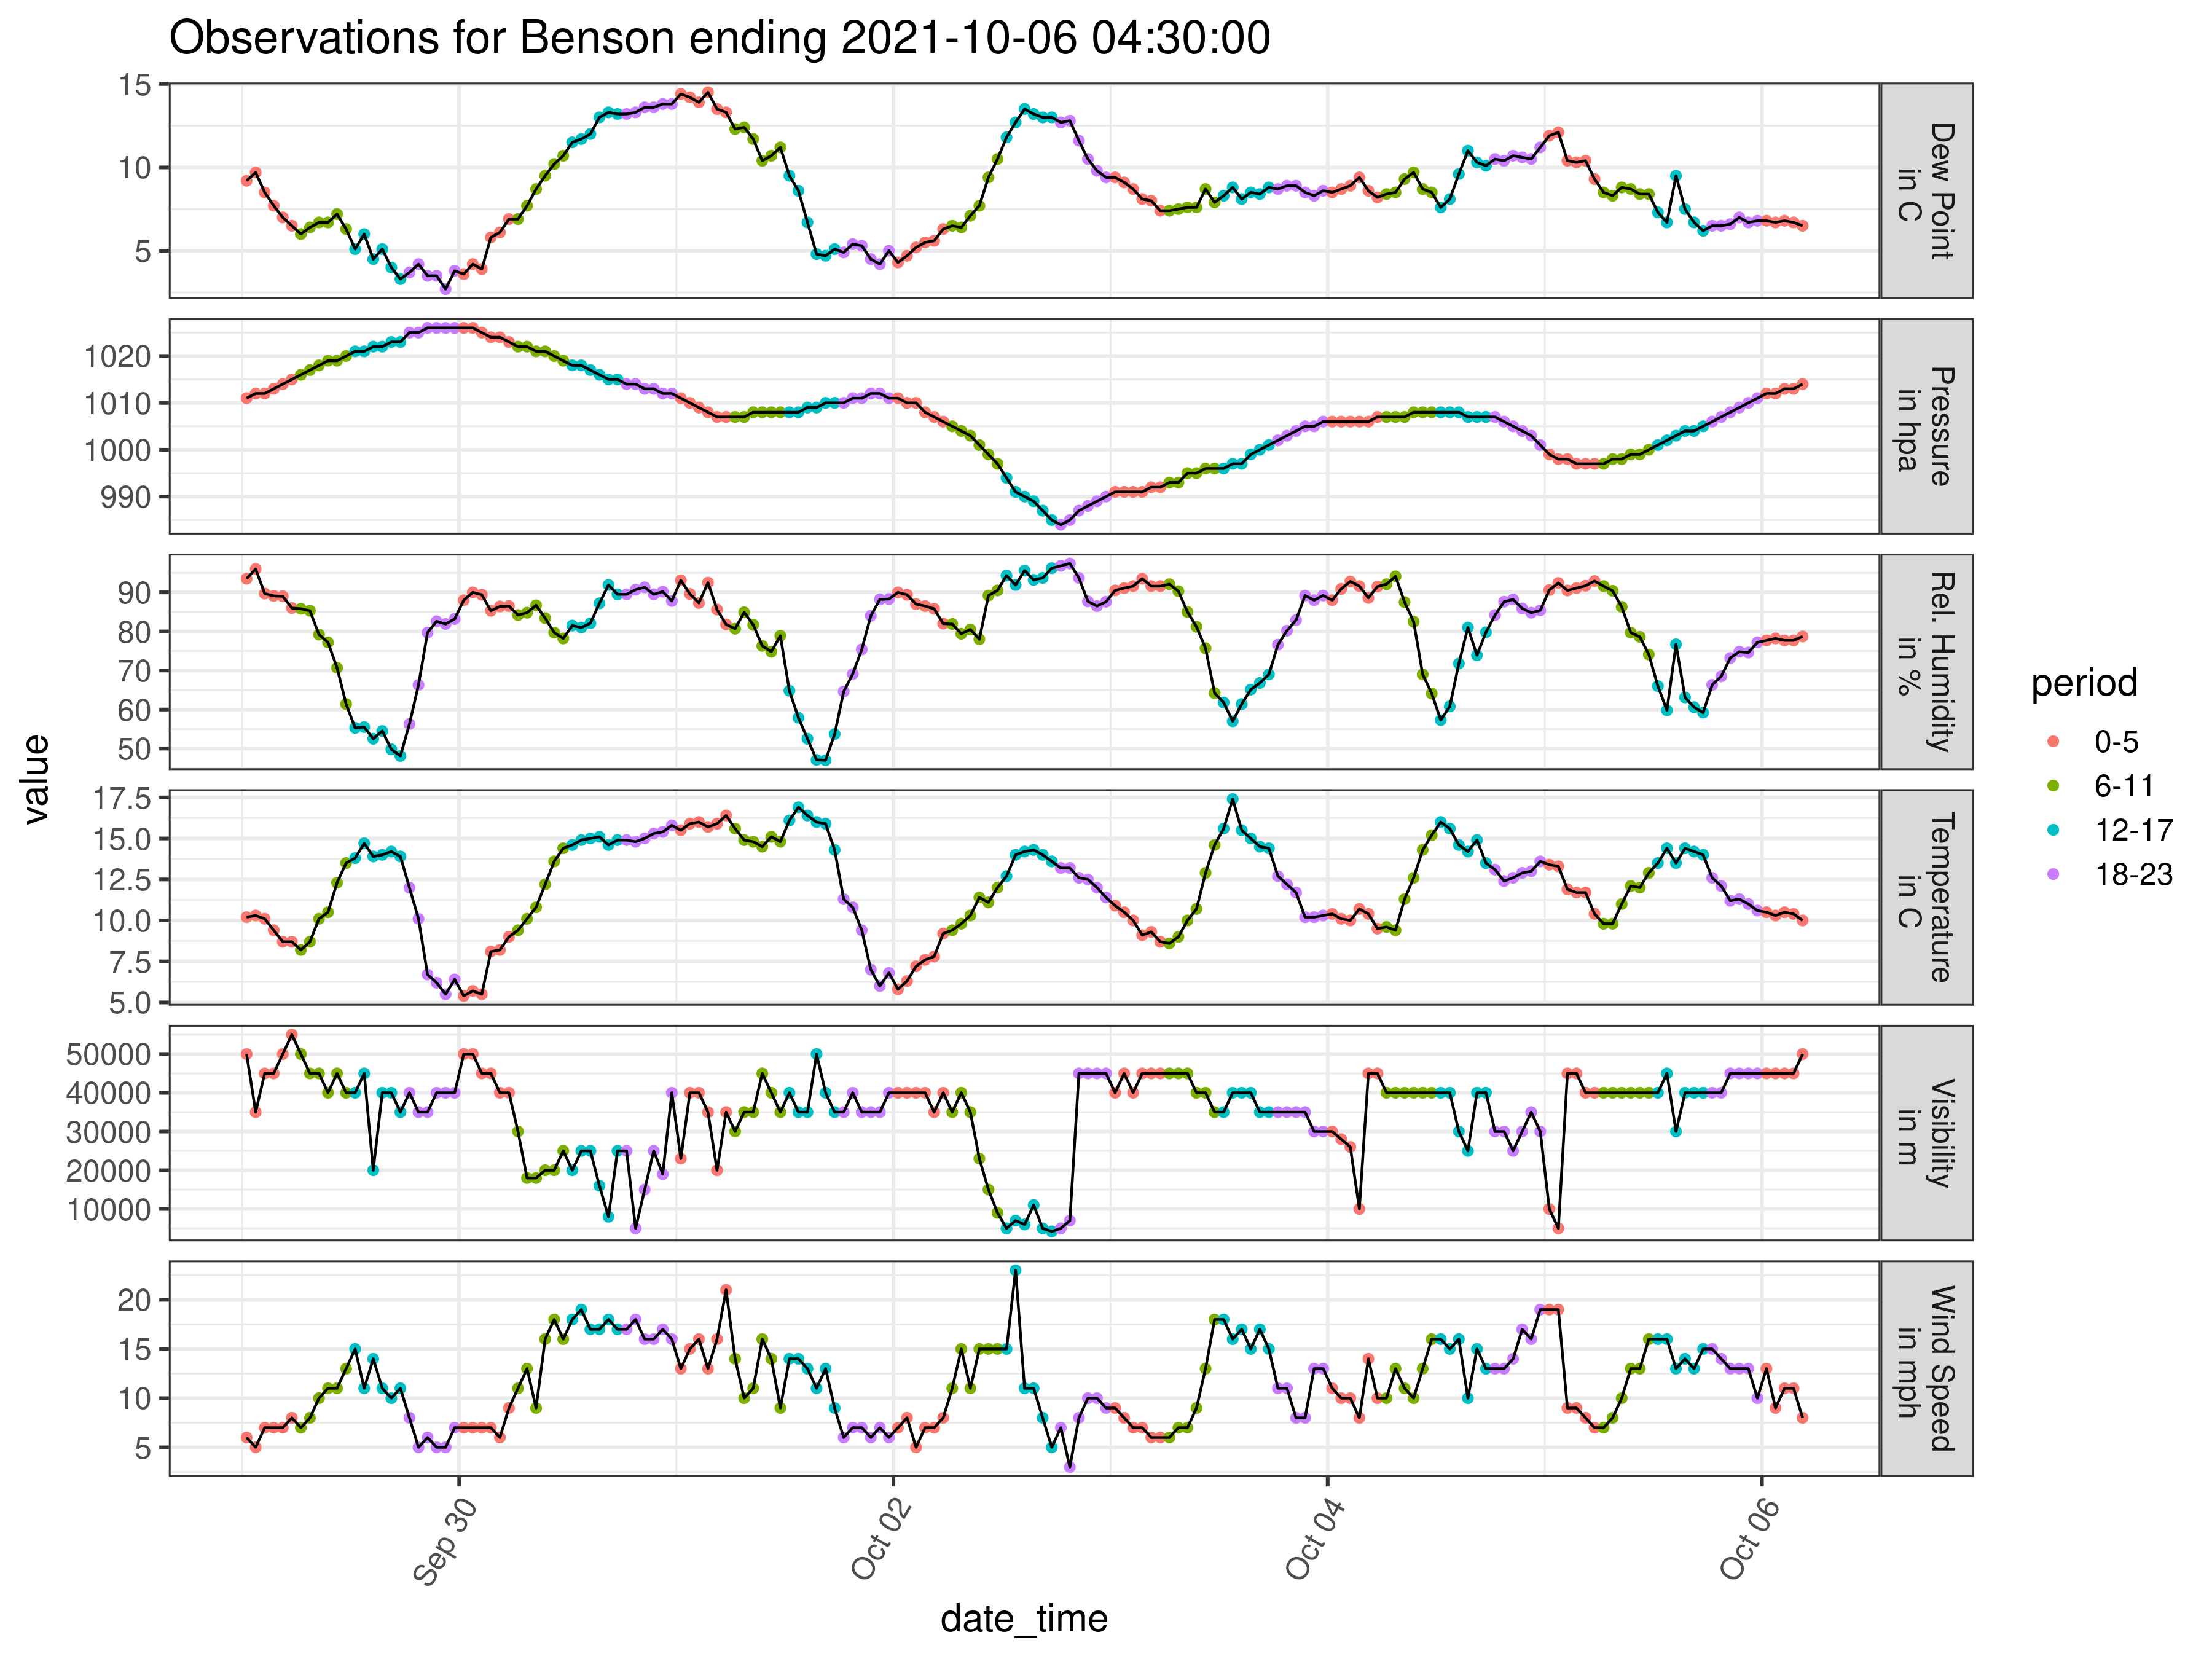 Observations for Benson ending 2021-10-06 04:30:00
value
15
10
5
Dew Point
in C
1020
1010
1000
990
Pressure
in hpa
90
80
70
60
50
Rel. Humidity
in %
17.5
15.0
12.5
10.0
7.5
5.0
Temperature
in C
50000
40000
30000
20000
10000
Visibility
in m
20
15
10
5
Wind Speed
in mph
Sep 30
Oct 02
Oct 04
Oct 06
date_time
period
0-5
6-11
12-17
18-23